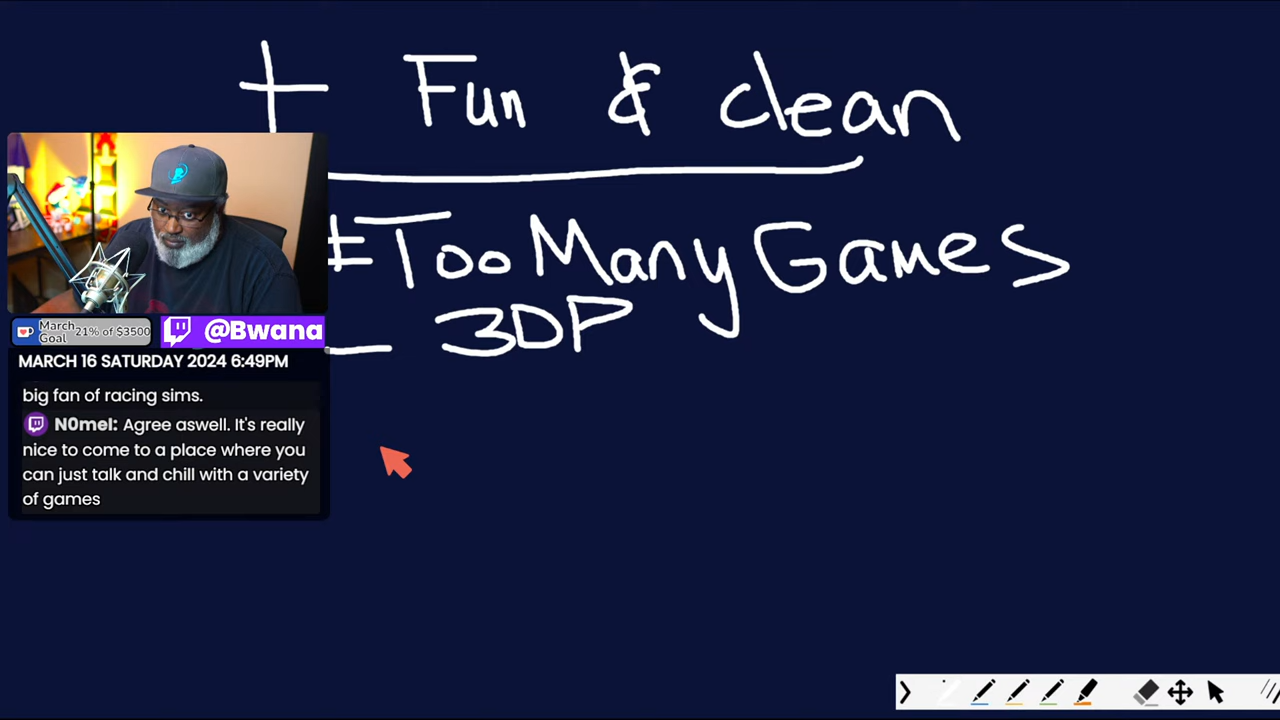 + Fun & clean
#TooManyGames
_ 3DP
March Goal 21% of $3500
@Bwana
MARCH 16 SATURDAY 2024 6:49PM
big fan of racing sims.
N0mel: Agree aswell. It's really
nice to come to a place where you
can just talk and chill with a variety
of games